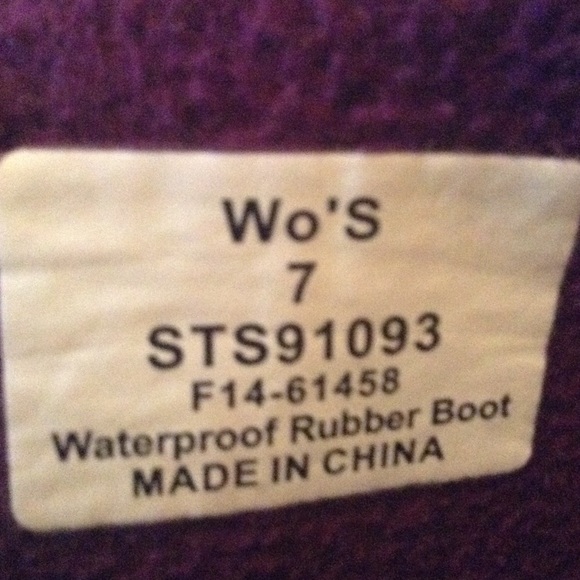 Wo'S
7
STS91093
F14-61458
Waterproof Rubber Boot
MADE IN CHINA